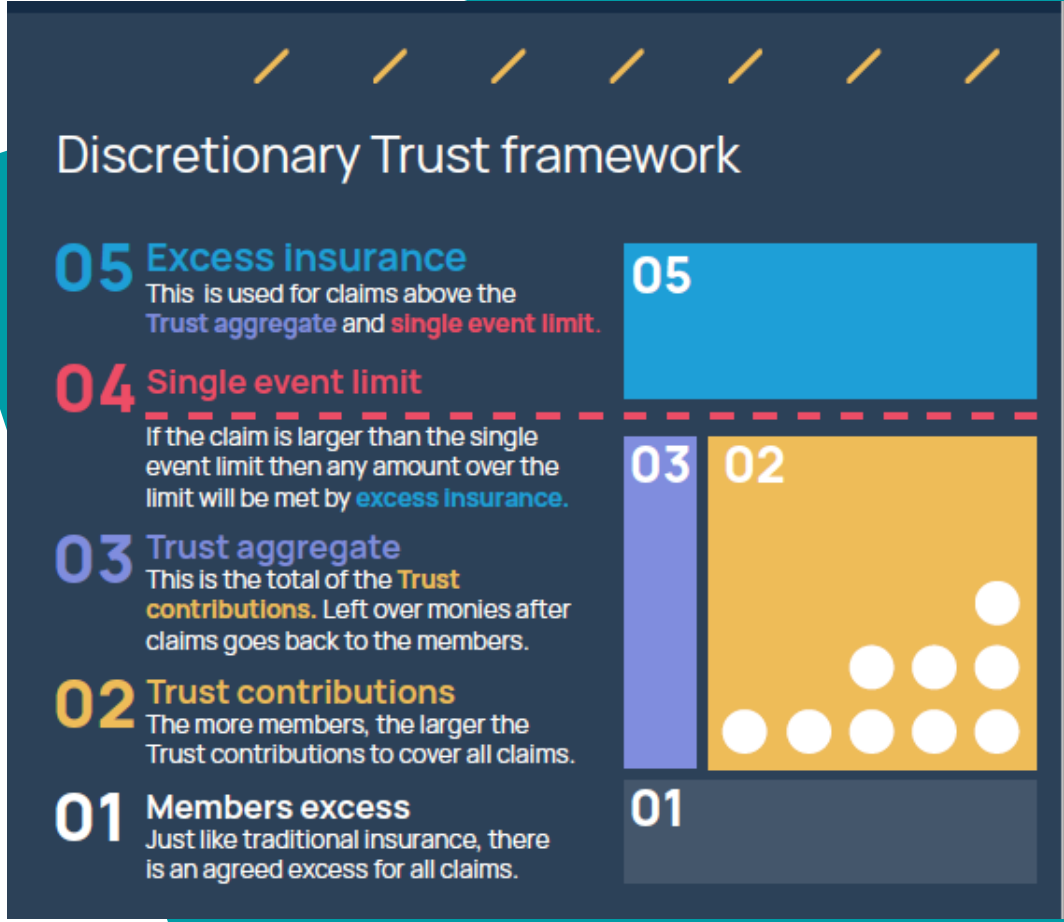 Discretionary Trust framework
05 Excess insurance
This is used for claims above the
Trust aggregate and single event limit.
04 Single event limit
If the claim is larger than the single
event limit then any amount over the
limit will be met by excess insurance.
03 Trust aggregate
This is the total of the Trust
contributions. Left over monies after
claims goes back to the members.
02 Trust contributions
The more members, the larger the
Trust contributions to cover all claims.
01 Members excess
Just like traditional insurance, there
is an agreed excess for all claims.
05
03
02
01